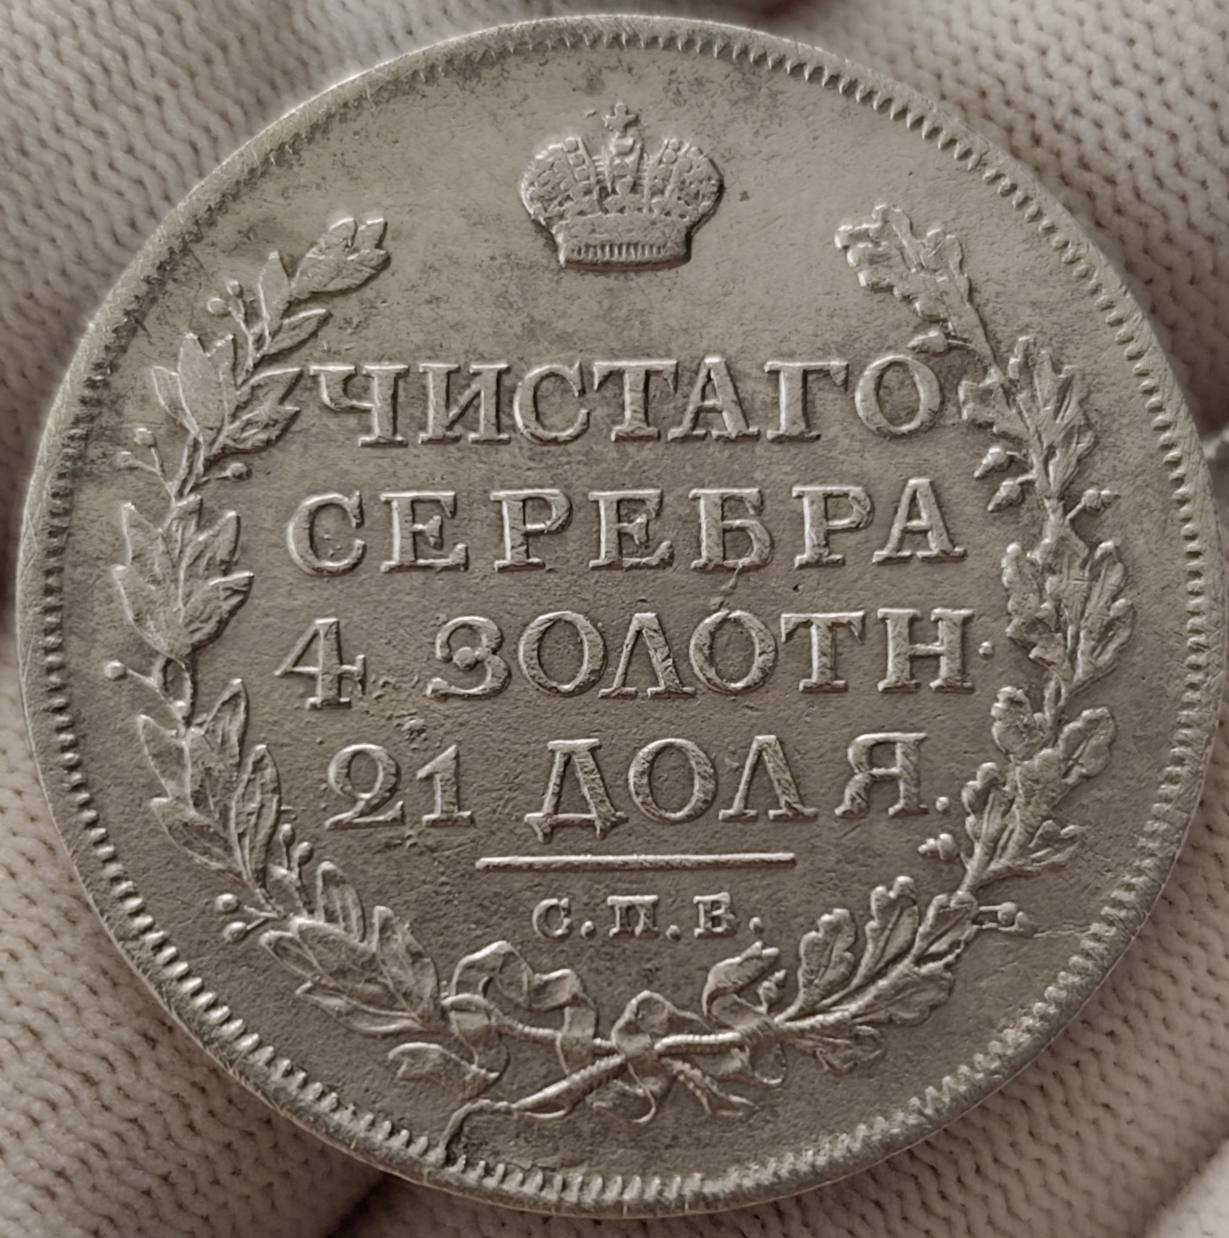 ЧИСТАГО
СЕРЕБРА
4 ЗОЛОТН·
21 ДОЛЯ.
С.П.Б.